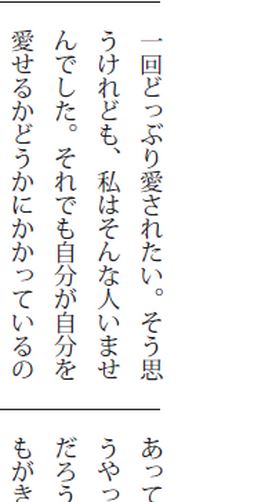 一回どっぷり愛されたい。そう思
うけれども、私はそんな人いませ
んでした。それでも自分が自分を
愛せるかどうかにかかっているの
あって
うやっ
だろう
もがき